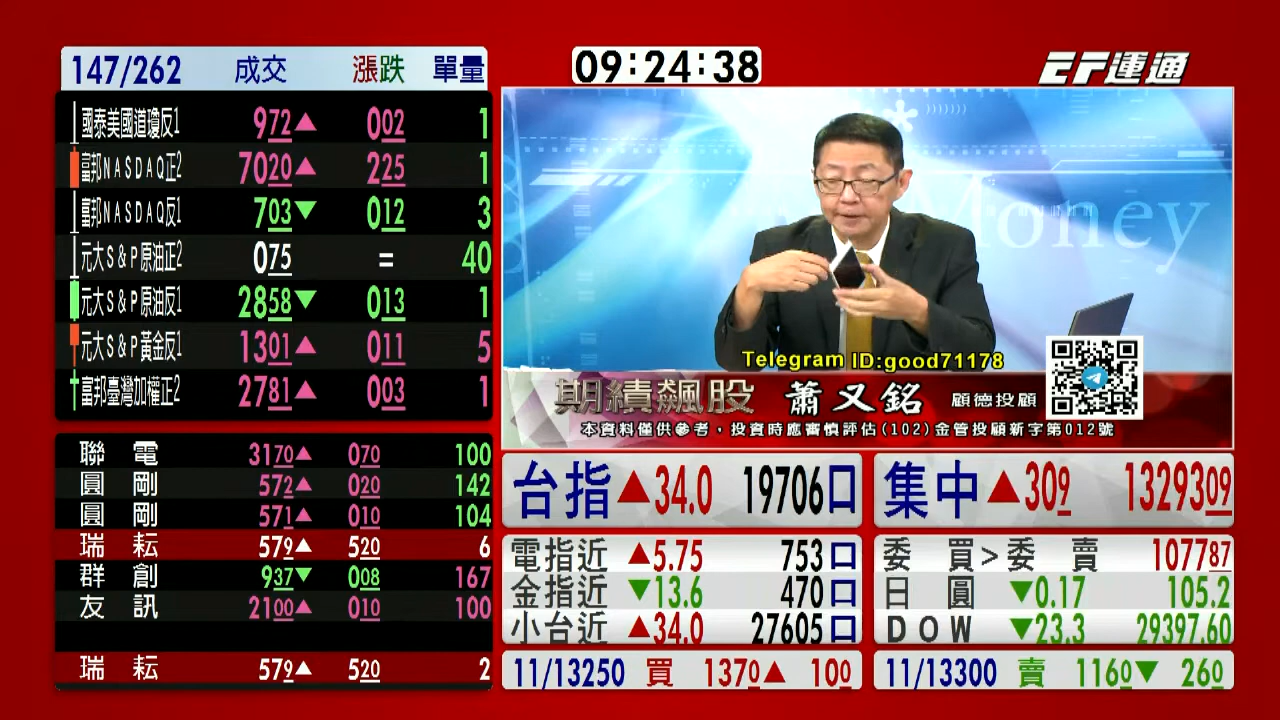 147/262 成交 漲跌 單量
國泰美國道瓊反1 972▲ 002 1
富邦NASDAQ正2 7020▲ 225 1
富邦NASDAQ反1 703▼ 012 3
元大S&P原油正2 075 = 40
元大S&P原油反1 2858▼ 013 1
元大S&P黃金反1 1301▲ 011 5
富邦臺灣加權正2 2781▲ 003 1
聯電 3170▲ 070 100
圓剛 572▲ 020 142
圓剛 571▲ 010 104
瑞耘 579▲ 520 6
群創 937▼ 008 167
友訊 2100▲ 010 100
瑞耘 579▲ 520 2
09:24:38
EF運通
Money
Telegram ID:good71178
期績飆股 蕭又銘 顧德投顧
本資料僅供參考,投資時應審慎評估(102)金管投顧新字第012號
台指▲34.0 19706口
電指近 ▲5.75 753口
金指近 ▼13.6 470口
小台近 ▲34.0 27605口
11/13250 買 1370▲ 100
集中▲309 1329309
委買>委賣 107787
日圓 ▼0.17 105.2
DOW ▼23.3 29397.60
11/13300 賣 1160▼ 260